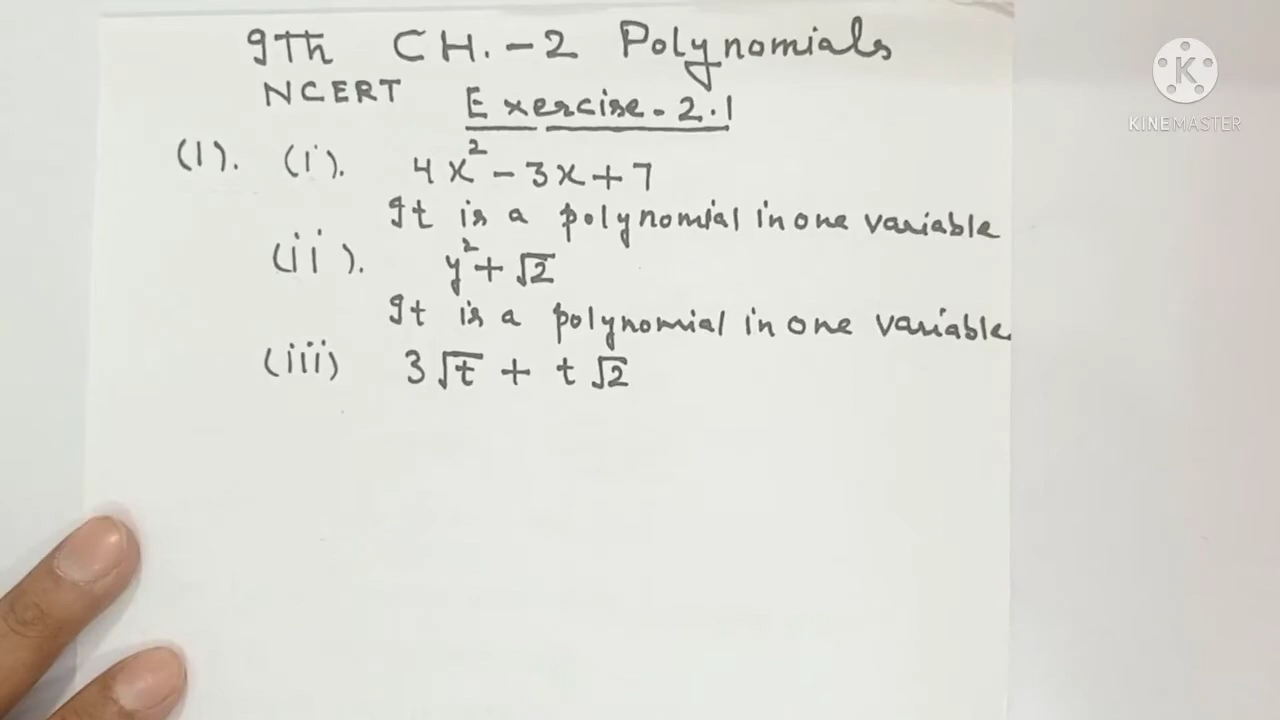 9Th CH.-2 Polynomials
NCERT Exercise-2.1
(1). (i). 4x² - 3x + 7
It is a polynomial in one variable
(ii). y² + √2
It is a polynomial in one variable
(iii) 3√t + t√2
KINEMASTER